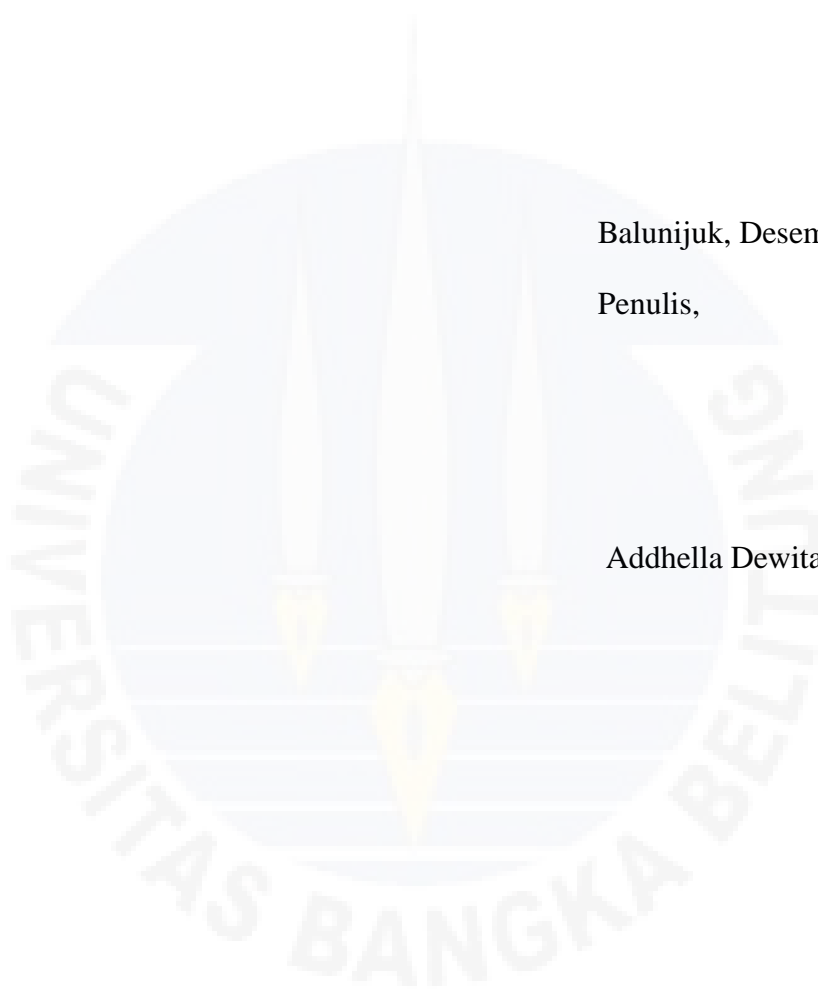 Balunijuk, Desem
Penulis,
Addhella Dewita
UNIVERSITAS BANGKA BELITUNG